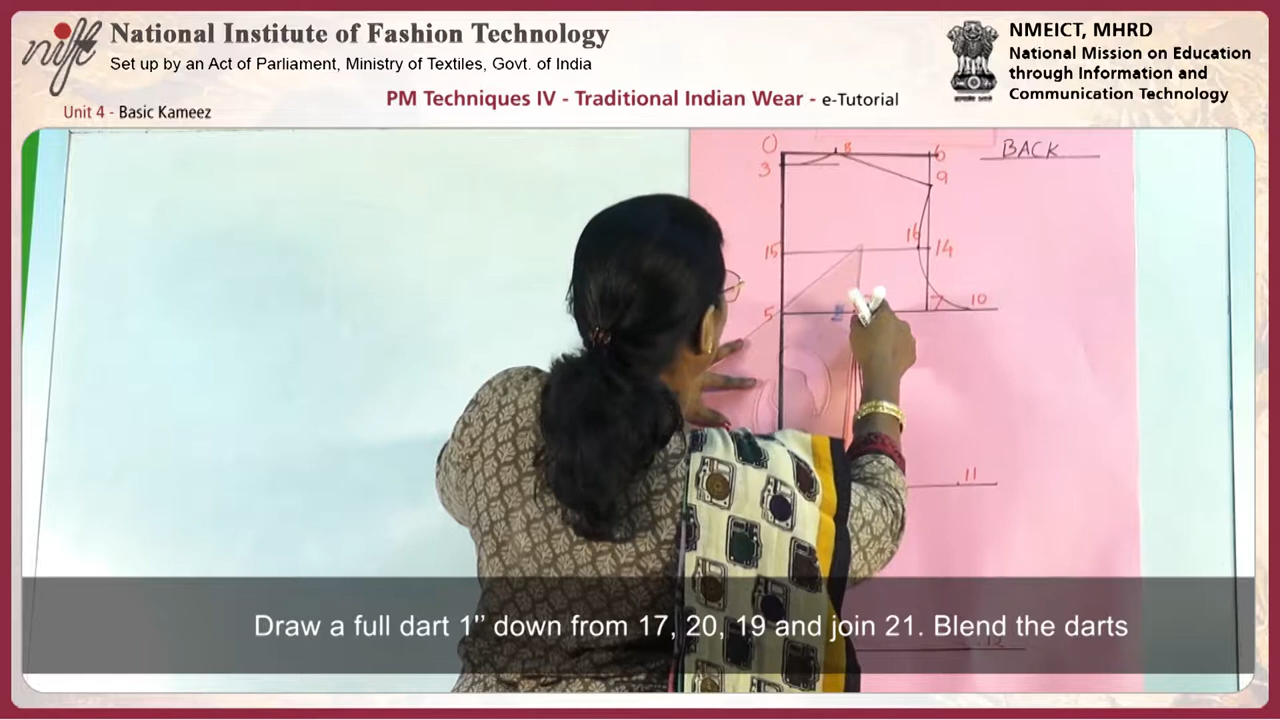 nift
National Institute of Fashion Technology
Set up by an Act of Parliament, Ministry of Textiles, Govt. of India
NMEICT, MHRD
National Mission on Education
through Information and
Communication Technology
Unit 4 - Basic Kameez
PM Techniques IV - Traditional Indian Wear - e-Tutorial
0
8
6
BACK
3
9
16
15
14
5
7
10
11
12
Draw a full dart 1'' down from 17, 20, 19 and join 21. Blend the darts